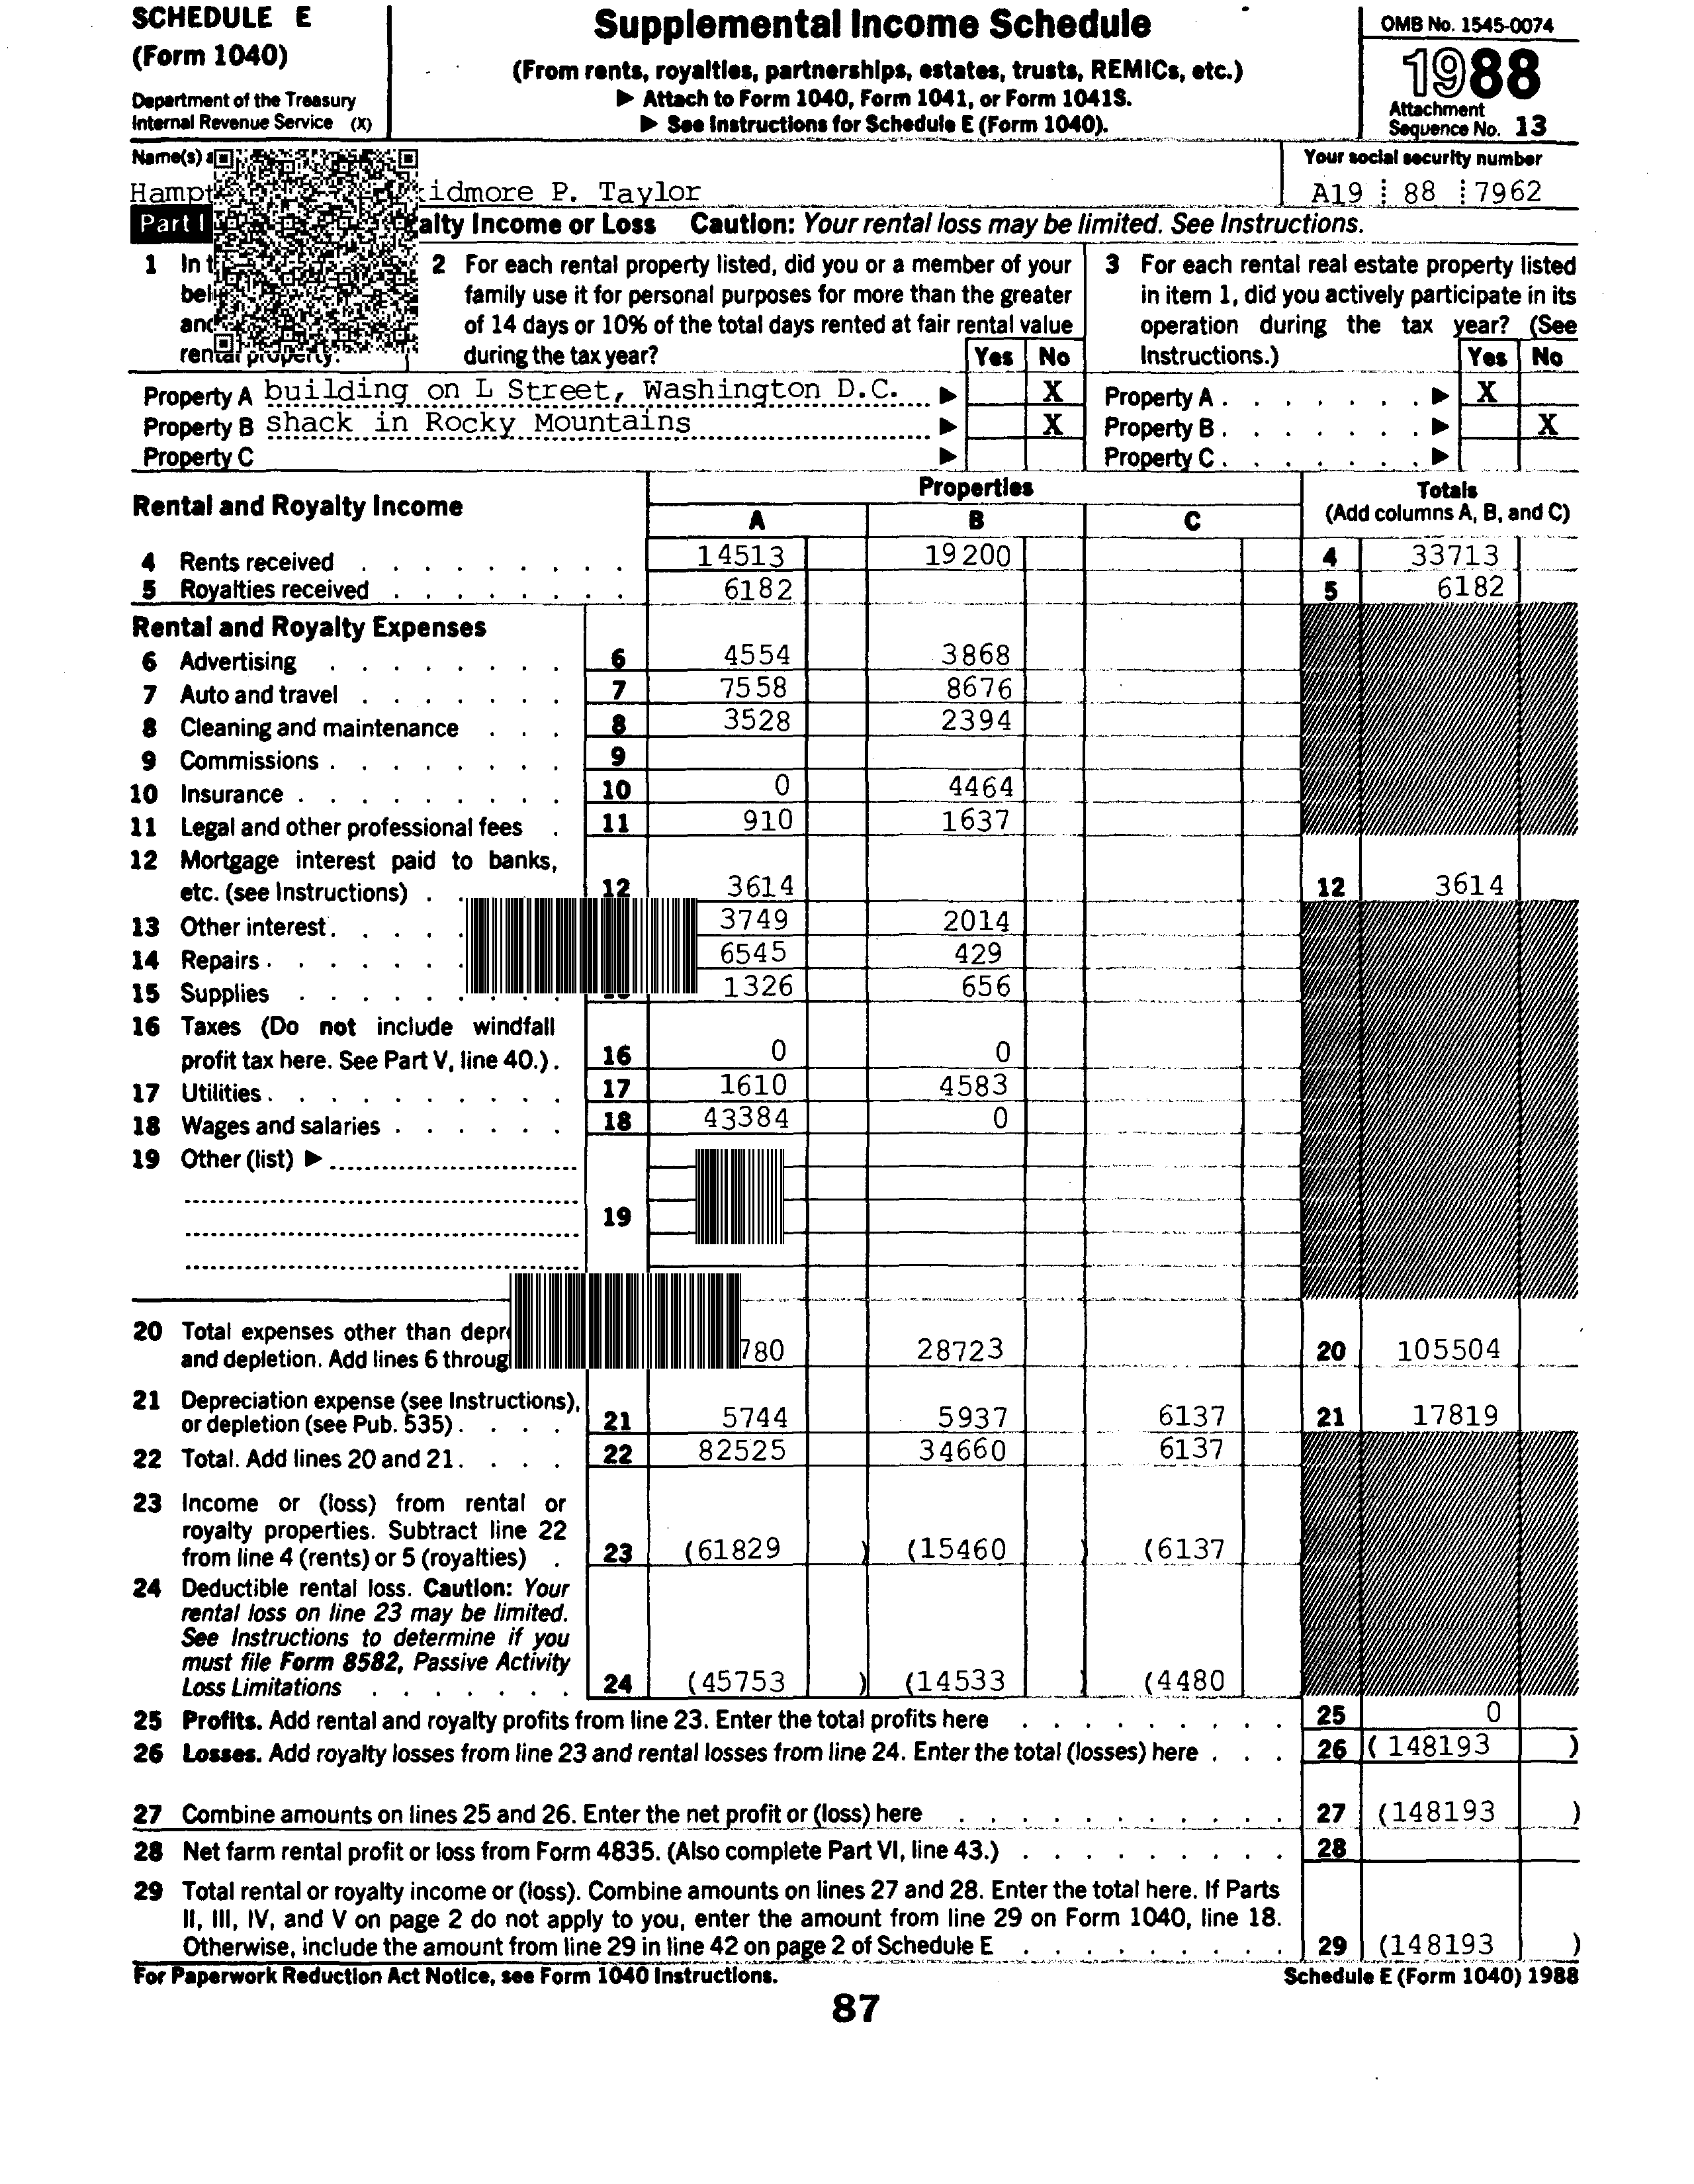 SCHEDULE E
(Form 1040)
Department of the Treasury
Internal Revenue Service (X)
Supplemental Income Schedule
(From rents, royalties, partnerships, estates, trusts, REMICs, etc.)
▶ Attach to Form 1040, Form 1041, or Form 1041S.
▶ See Instructions for Schedule E (Form 1040).
OMB No. 1545-0074
1988
Attachment
Sequence No. 13
Name(s)
Your social security number
P. Taylor
A19 88 7962
Part I
Income or Loss Caution: Your rental loss may be limited. See Instructions.
1
rental property.
2 For each rental property listed, did you or a member of your
family use it for personal purposes for more than the greater
of 14 days or 10% of the total days rented at fair rental value
during the tax year?
Yes No
3 For each rental real estate property listed
in item 1, did you actively participate in its
operation during the tax year? (See
Instructions.)
Yes No
Property A building on L Street, Washington D.C. ▶ X Property A . . . . . . . ▶ X
Property B shack in Rocky Mountains ▶ X Property B . . . . . . . ▶ X
Property C ▶ Property C . . . . . . . ▶
Rental and Royalty Income
Properties
A B C
Totals
(Add columns A, B, and C)
4 Rents received 14513 19200 4 33713
5 Royalties received 6182 5 6182
Rental and Royalty Expenses
6 Advertising 6 4554 3868
7 Auto and travel 7 7558 8676
8 Cleaning and maintenance 8 3528 2394
9 Commissions 9
10 Insurance 10 0 4464
11 Legal and other professional fees 11 910 1637
12 Mortgage interest paid to banks,
etc. (see Instructions) 12 3614 12 3614
13 Other interest 3749 2014
14 Repairs 6545 429
15 Supplies 1326 656
16 Taxes (Do not include windfall
profit tax here. See Part V, line 40.) 16 0 0
17 Utilities 17 1610 4583
18 Wages and salaries 18 43384 0
19 Other (list) ▶
19
20 Total expenses other than
and depletion. Add lines 6 28723 20 105504
21 Depreciation expense (see Instructions),
or depletion (see Pub. 535) 21 5744 5937 6137 21 17819
22 Total. Add lines 20 and 21 22 82525 34660 6137
23 Income or (loss) from rental or
royalty properties. Subtract line 22
from line 4 (rents) or 5 (royalties) 23 (61829 ) (15460 ) (6137
24 Deductible rental loss. Caution: Your
rental loss on line 23 may be limited.
See Instructions to determine if you
must file Form 8582, Passive Activity
Loss Limitations 24 (45753 ) (14533 ) (4480
25 Profits. Add rental and royalty profits from line 23. Enter the total profits here 25 0
26 Losses. Add royalty losses from line 23 and rental losses from line 24. Enter the total (losses) here 26 ( 148193 )
27 Combine amounts on lines 25 and 26. Enter the net profit or (loss) here 27 (148193 )
28 Net farm rental profit or loss from Form 4835. (Also complete Part VI, line 43.) 28
29 Total rental or royalty income or (loss). Combine amounts on lines 27 and 28. Enter the total here. If Parts
II, III, IV, and V on page 2 do not apply to you, enter the amount from line 29 on Form 1040, line 18.
Otherwise, include the amount from line 29 in line 42 on page 2 of Schedule E 29 (148193 )
For Paperwork Reduction Act Notice, see Form 1040 Instructions.
Schedule E (Form 1040) 1988
87